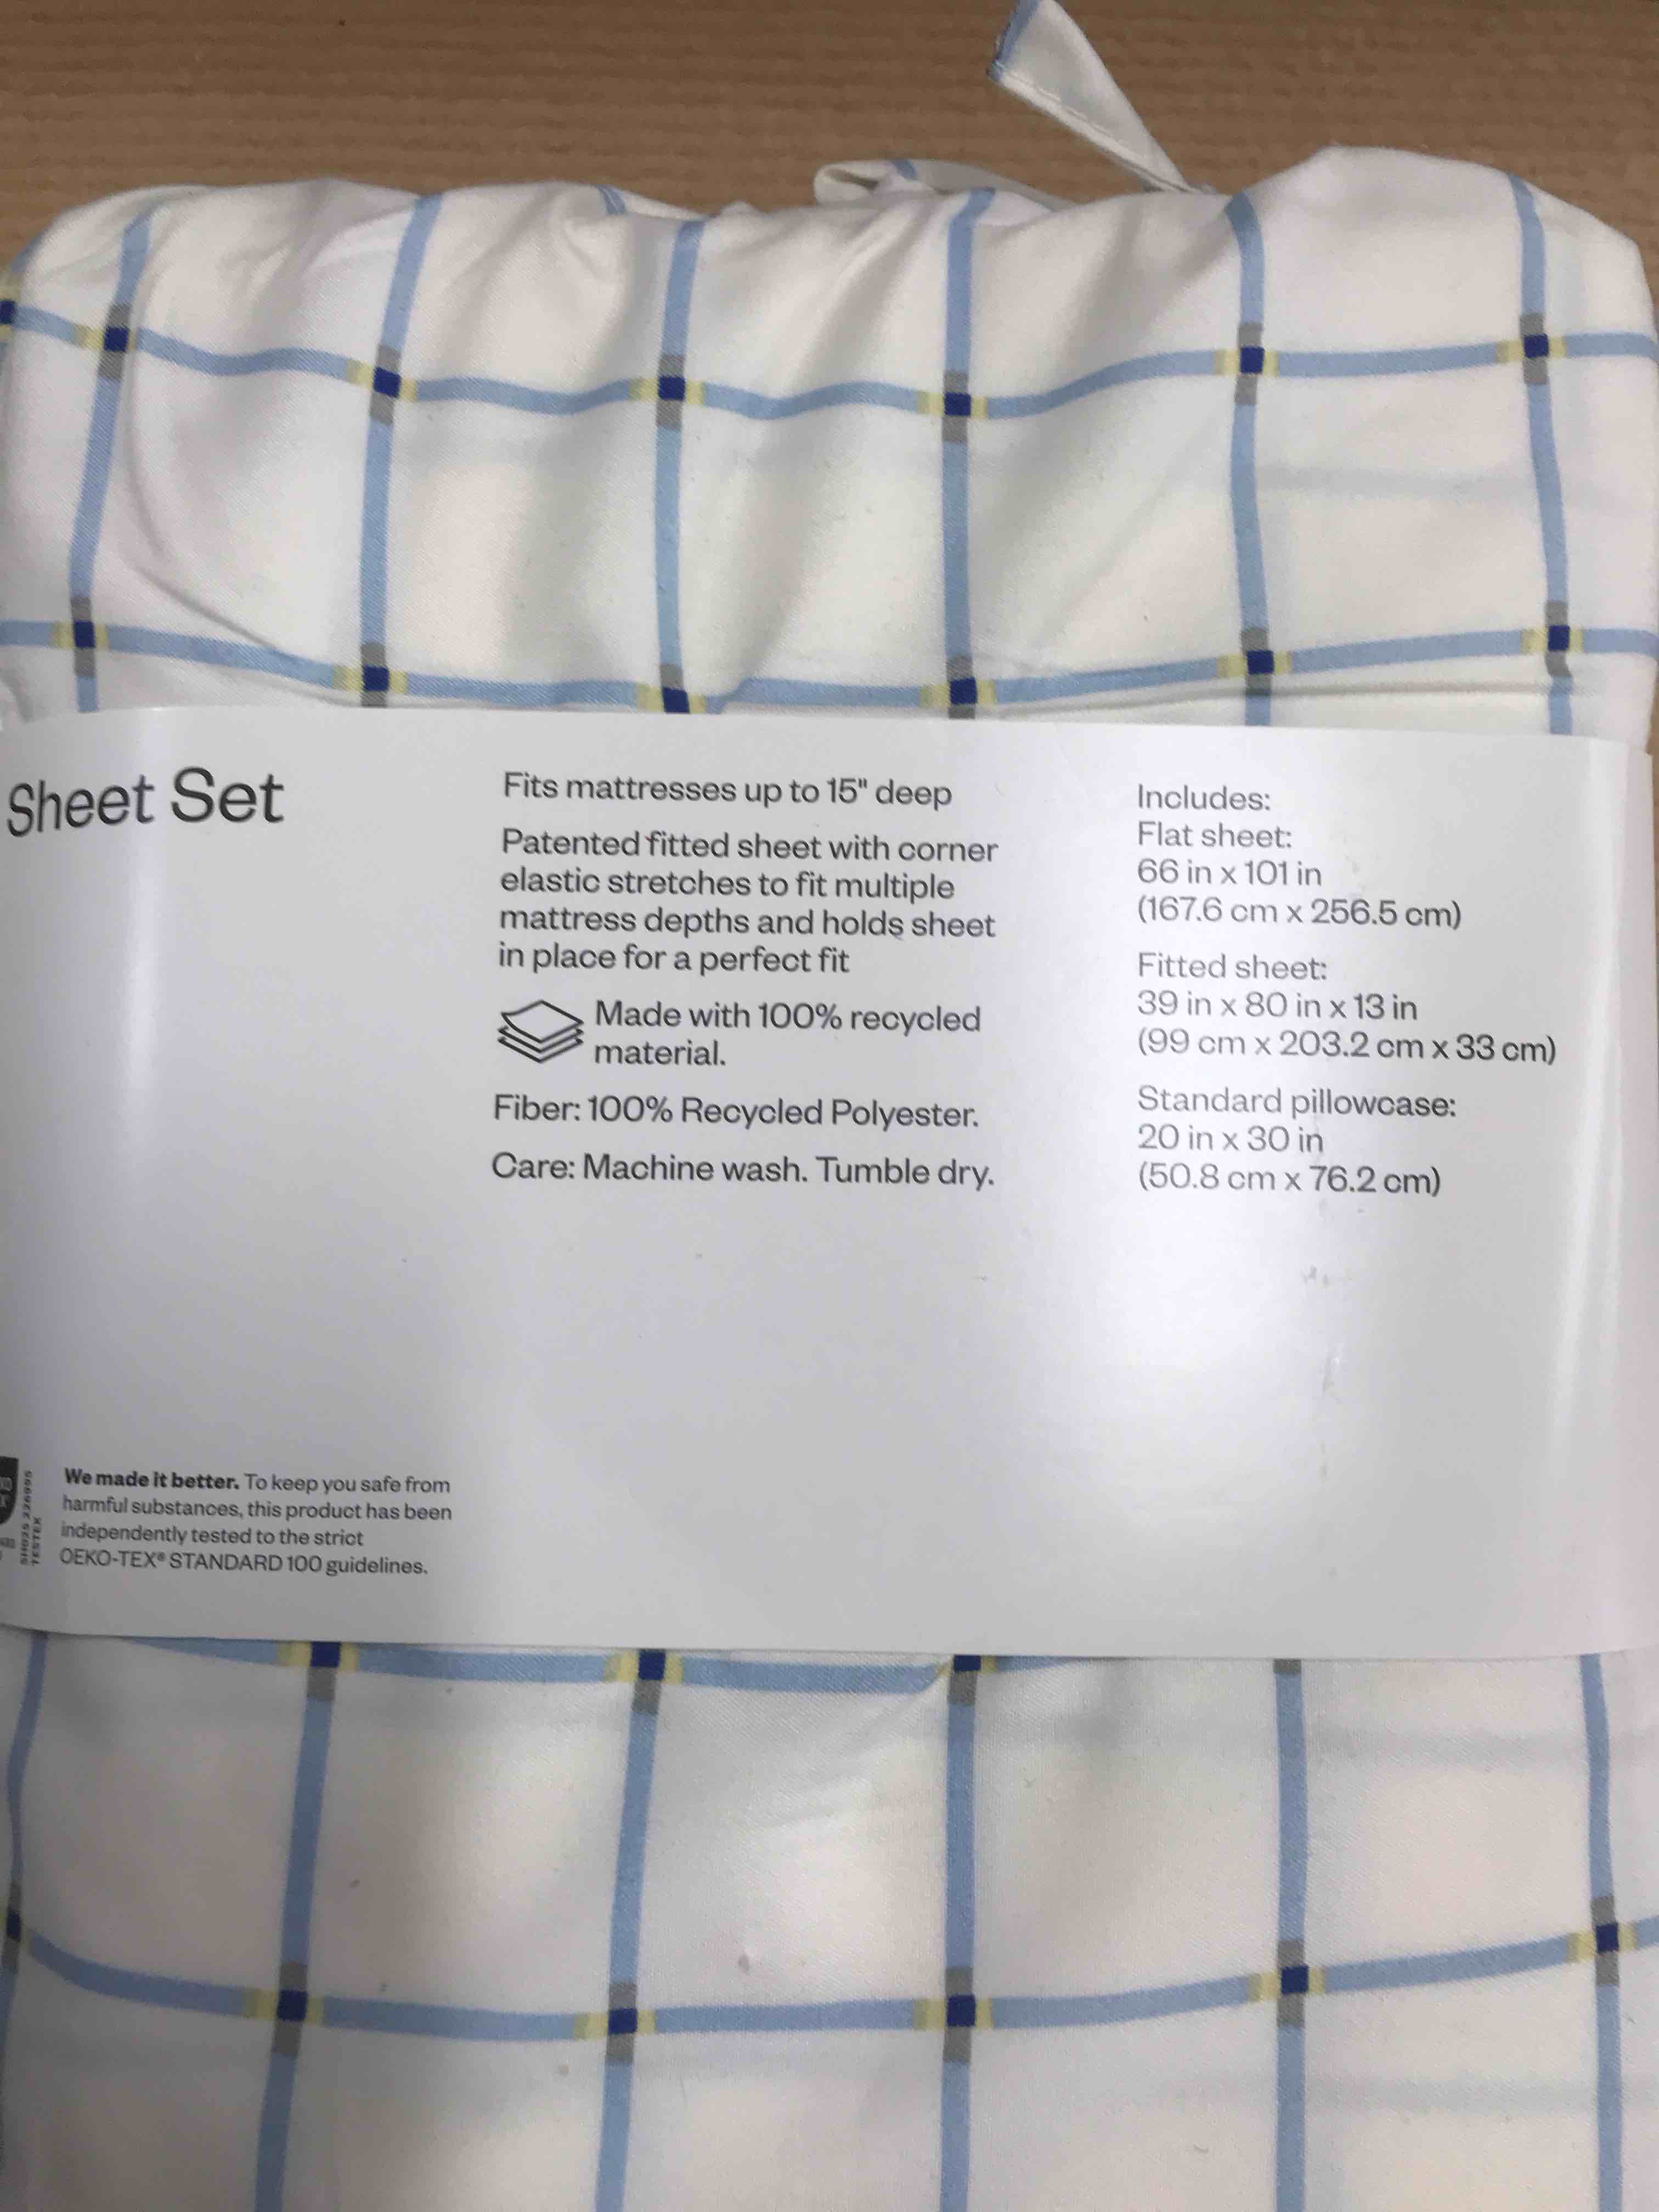 Sheet Set
Fits mattresses up to 15" deep
Patented fitted sheet with corner
elastic stretches to fit multiple
mattress depths and holds sheet
in place for a perfect fit
Made with 100% recycled
material.
Fiber: 100% Recycled Polyester.
Care: Machine wash. Tumble dry.
Includes:
Flat sheet:
66 in x 101 in
(167.6 cm x 256.5 cm)
Fitted sheet:
39 in x 80 in x 13 in
(99 cm x 203.2 cm x 33 cm)
Standard pillowcase:
20 in x 30 in
(50.8 cm x 76.2 cm)
We made it better. To keep you safe from
harmful substances, this product has been
independently tested to the strict
OEKO-TEX® STANDARD 100 guidelines.
TESTEX